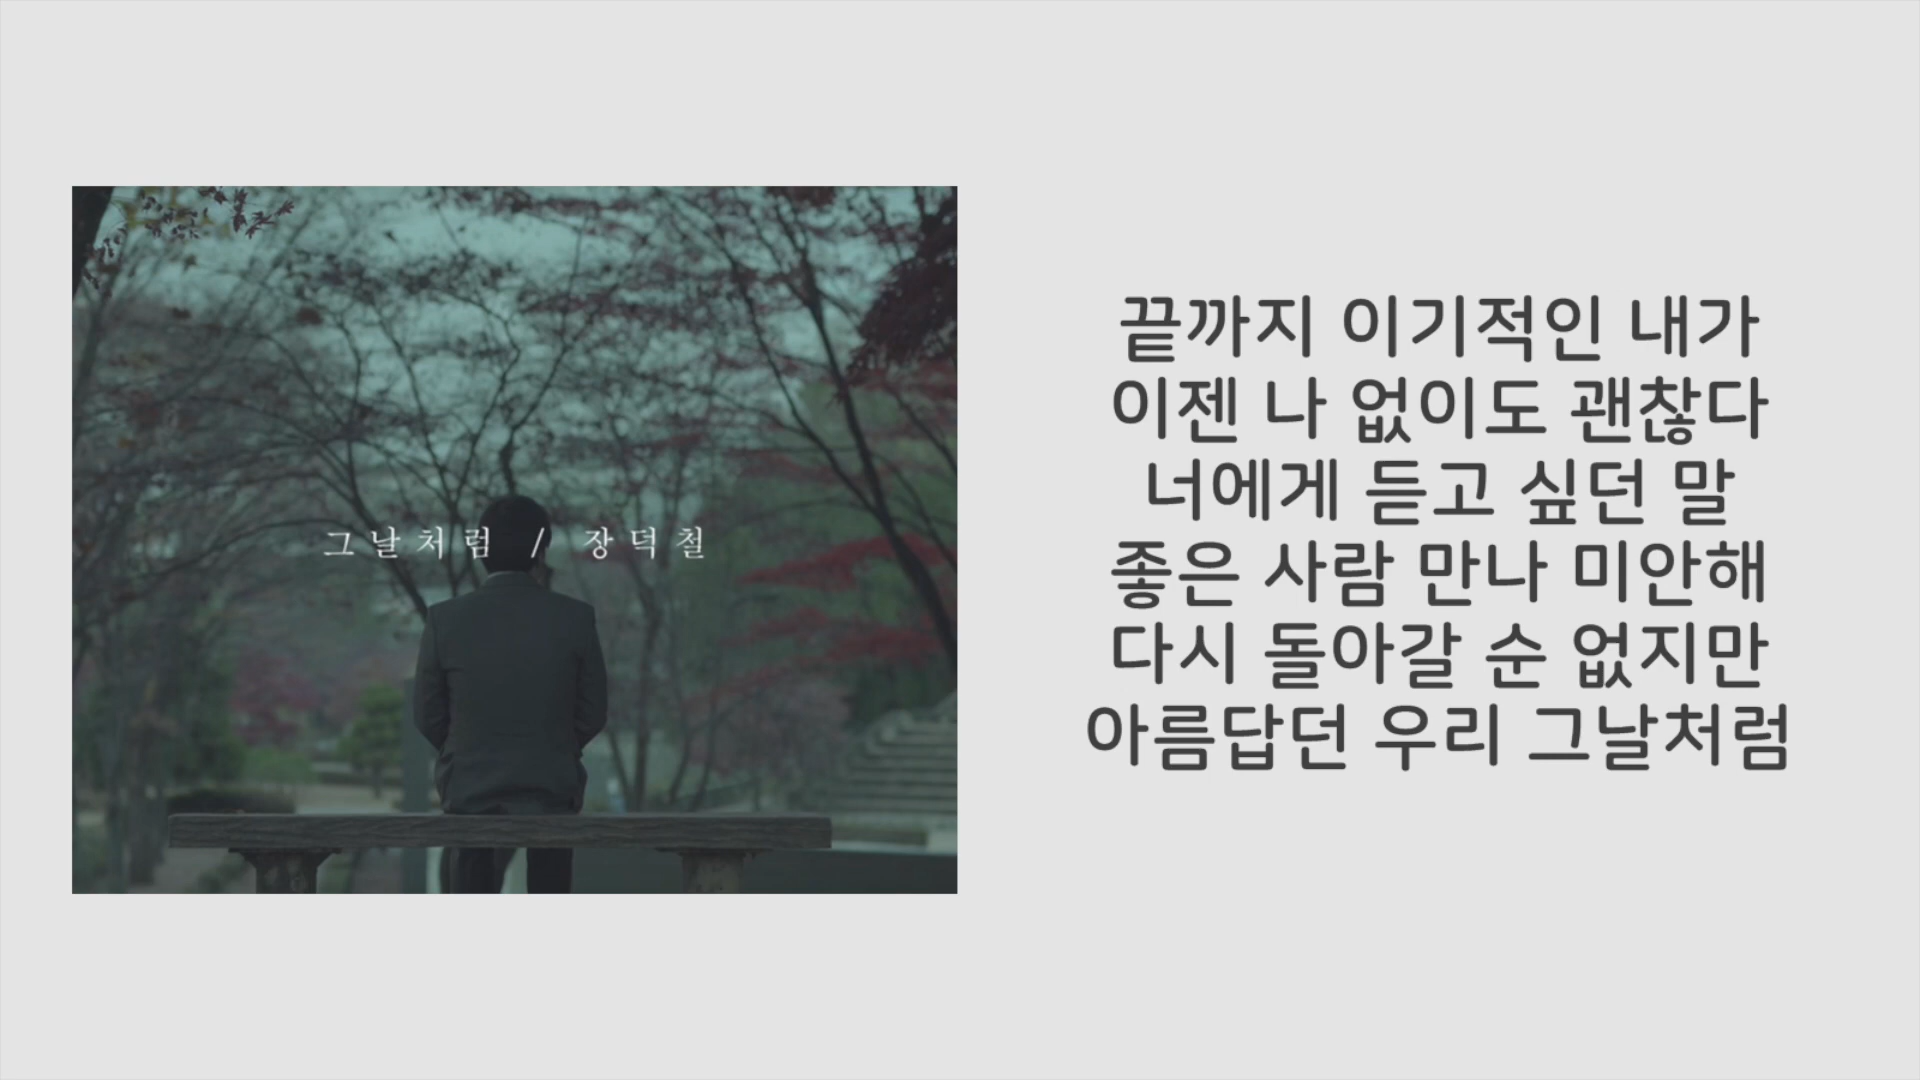 그날처럼 / 장덕철
끝까지 이기적인 내가
이젠 나 없이도 괜찮다
너에게 듣고 싶던 말
좋은 사람 만나 미안해
다시 돌아갈 순 없지만
아름답던 우리 그날처럼